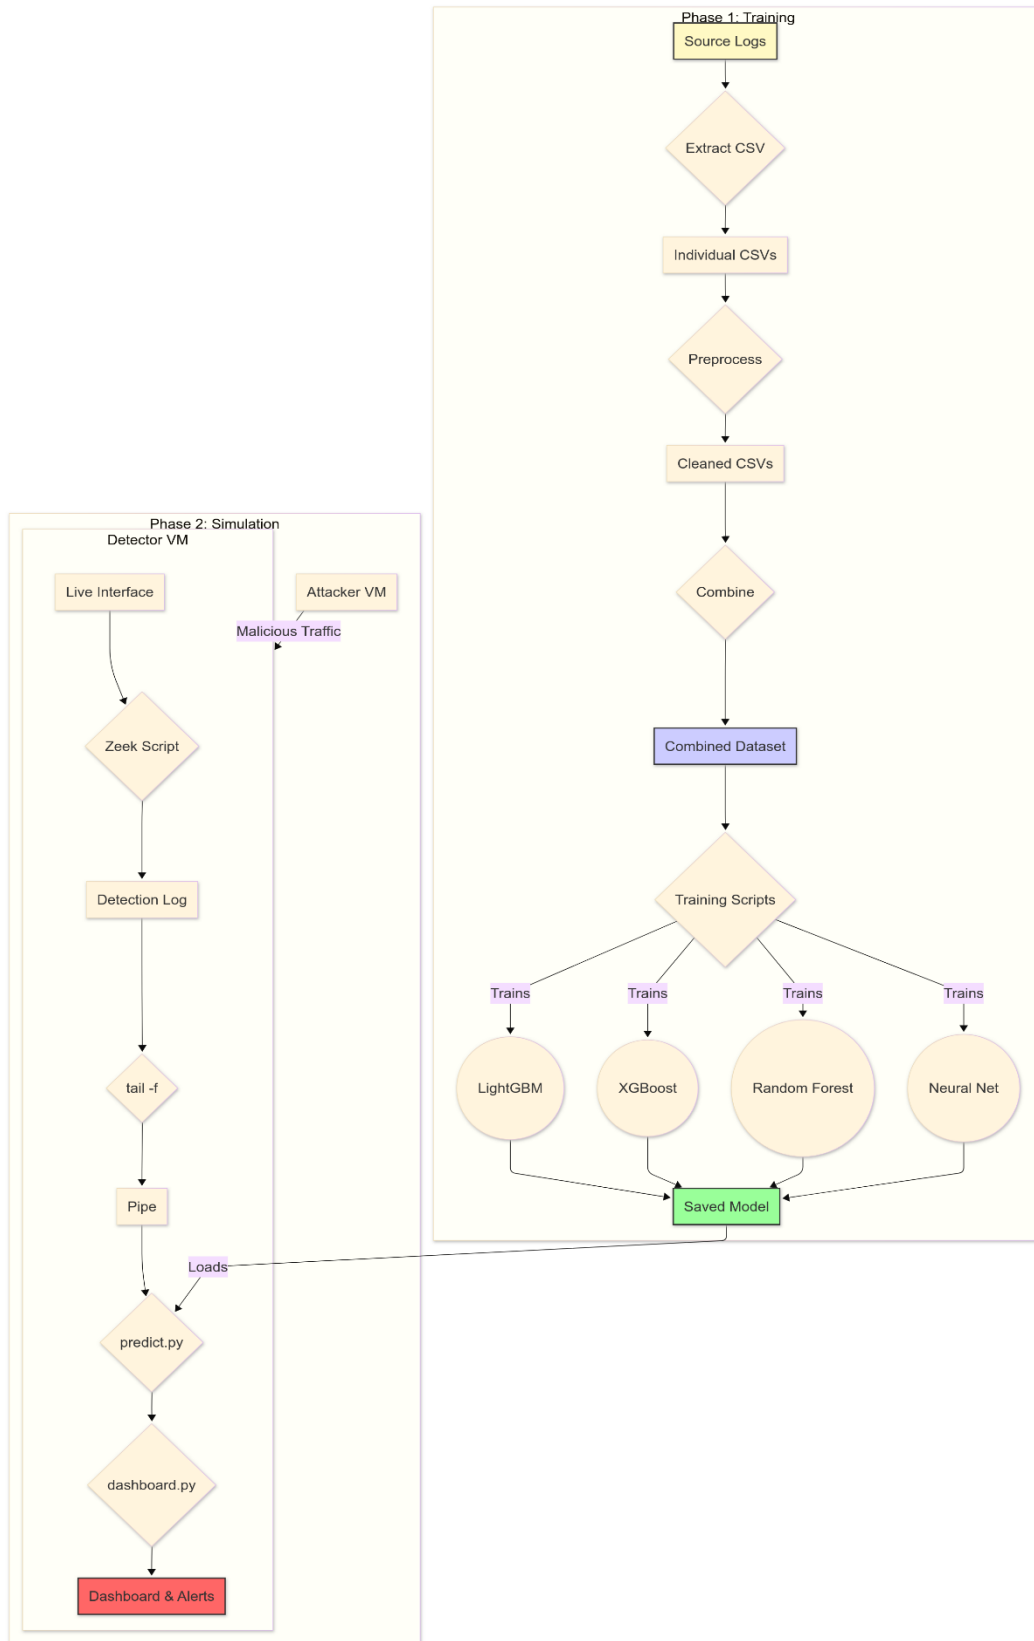 Phase 1: Training
Source Logs
Extract CSV
Individual CSVs
Preprocess
Cleaned CSVs
Combine
Combined Dataset
Training Scripts
Trains
Trains
Trains
Trains
LightGBM
XGBoost
Random Forest
Neural Net
Saved Model
Phase 2: Simulation
Detector VM
Live Interface
Attacker VM
Malicious Traffic
Zeek Script
Detection Log
tail -f
Pipe
Loads
predict.py
dashboard.py
Dashboard & Alerts